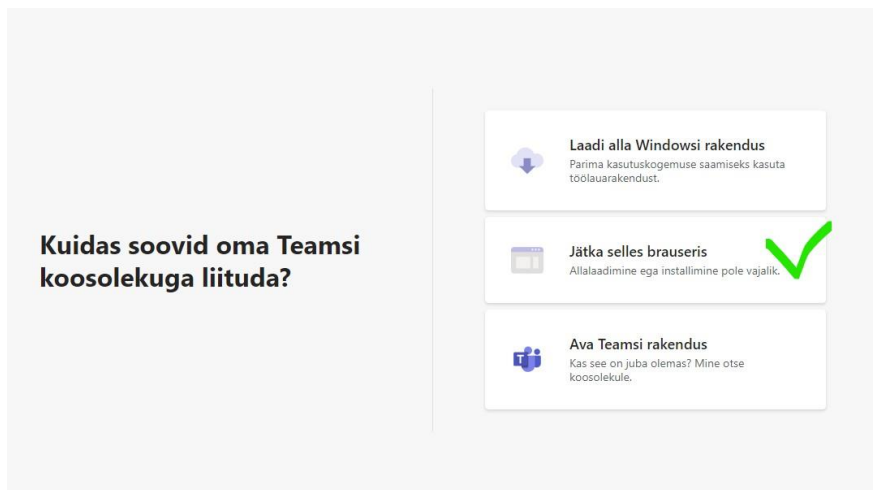 Kuidas soovid oma Teamsi
koosolekuga liituda?
Laadi alla Windowsi rakendus
Parima kasutuskogemuse saamiseks kasuta
töölauarakendust.
Jätka selles brauseris
Allalaadimine ega installimine pole vajalik.
Ava Teamsi rakendus
Kas see on juba olemas? Mine otse
koosolekule.